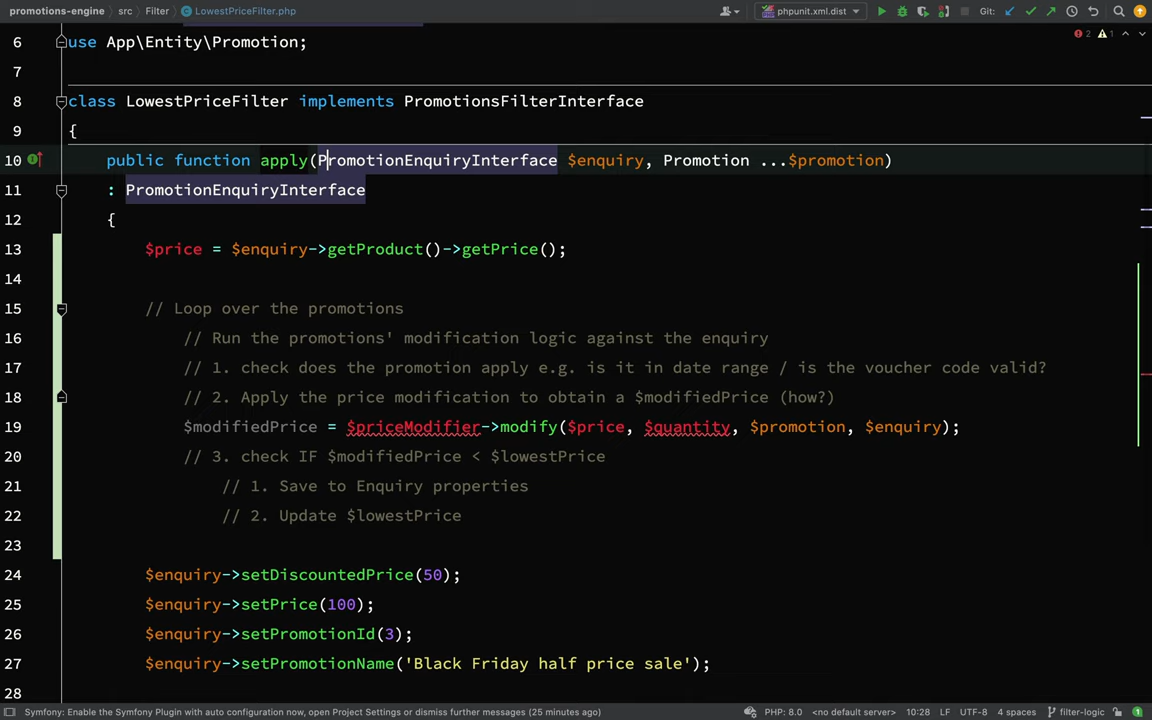 promotions-engine src Filter LowestPriceFilter.php phpunit.xml.dist Git:
6 use App\Entity\Promotion; 2 1
7
8 class LowestPriceFilter implements PromotionsFilterInterface
9 {
10 public function apply(PromotionEnquiryInterface $enquiry, Promotion ...$promotion)
11 : PromotionEnquiryInterface
12 {
13 $price = $enquiry->getProduct()->getPrice();
14
15 // Loop over the promotions
16 // Run the promotions' modification logic against the enquiry
17 // 1. check does the promotion apply e.g. is it in date range / is the voucher code valid?
18 // 2. Apply the price modification to obtain a $modifiedPrice (how?)
19 $modifiedPrice = $priceModifier->modify($price, $quantity, $promotion, $enquiry);
20 // 3. check IF $modifiedPrice < $lowestPrice
21 // 1. Save to Enquiry properties
22 // 2. Update $lowestPrice
23
24 $enquiry->setDiscountedPrice(50);
25 $enquiry->setPrice(100);
26 $enquiry->setPromotionId(3);
27 $enquiry->setPromotionName('Black Friday half price sale');
28
Symfony: Enable the Symfony Plugin with auto configuration now, open Project Settings or dismiss further messages (25 minutes ago) PHP: 8.0 <no default server> 10:28 LF UTF-8 4 spaces filter-logic 1